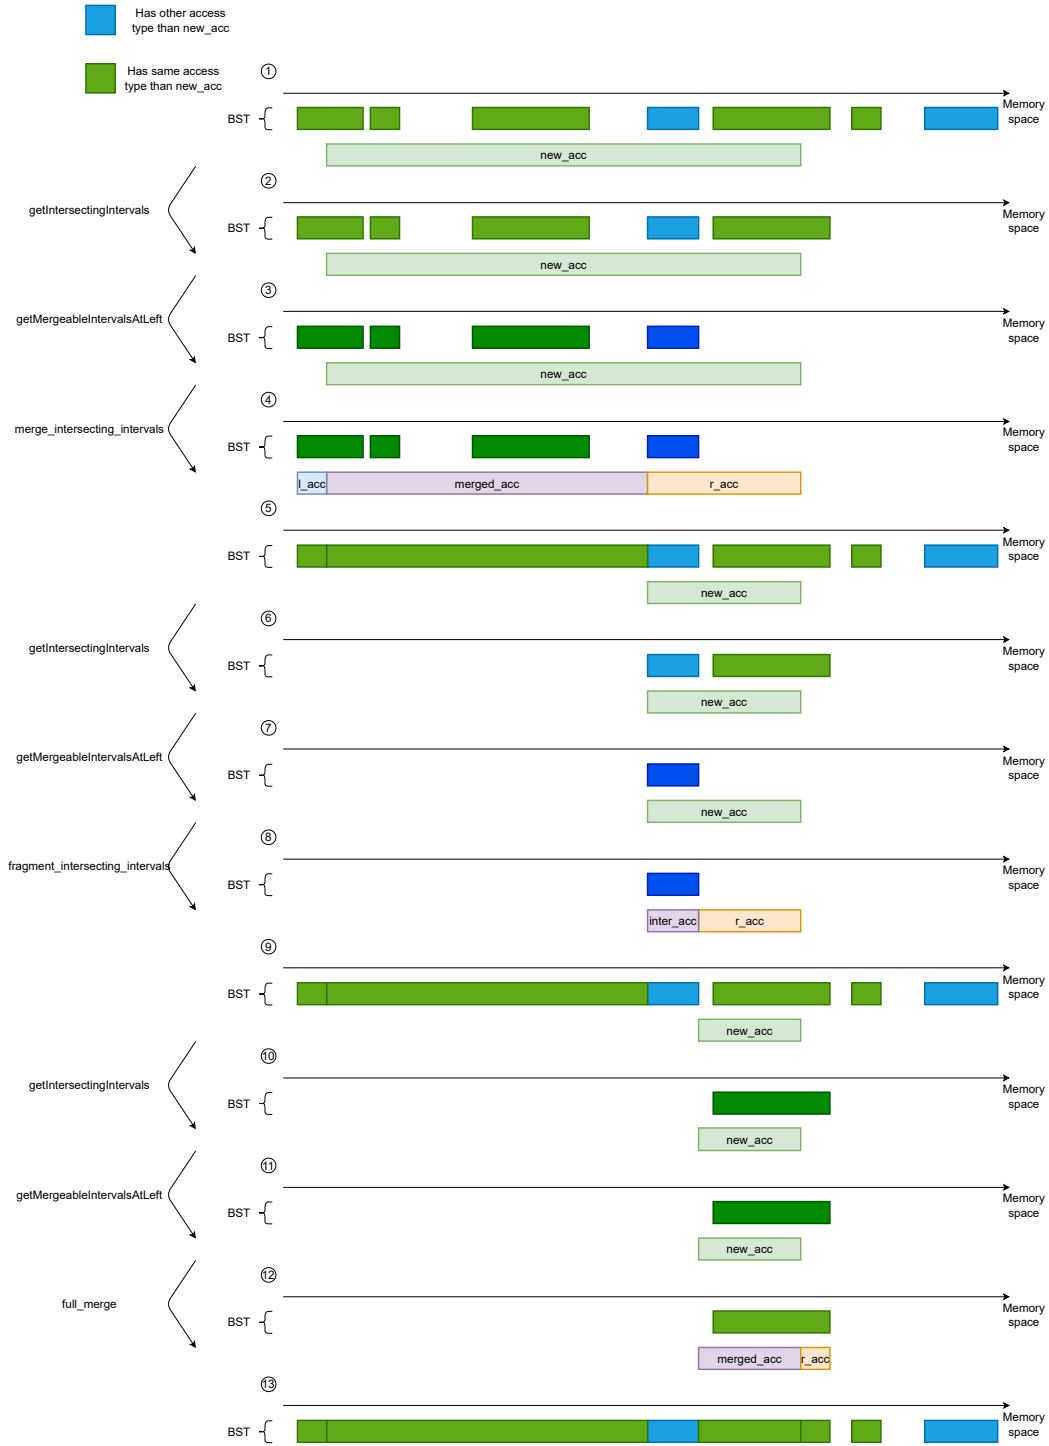 Has other access
type than new_acc
Has same access
type than new_acc
1
Memory
space
BST
new_acc
getIntersectingIntervals
2
Memory
space
BST
new_acc
getMergeableIntervalsAtLeft
3
Memory
space
BST
new_acc
merge_intersecting_intervals
4
Memory
space
BST
l_acc
merged_acc
r_acc
5
Memory
space
BST
new_acc
getIntersectingIntervals
6
Memory
space
BST
new_acc
getMergeableIntervalsAtLeft
7
Memory
space
BST
new_acc
fragment_intersecting_intervals
8
Memory
space
BST
inter_acc
r_acc
9
Memory
space
BST
new_acc
getIntersectingIntervals
10
Memory
space
BST
new_acc
getMergeableIntervalsAtLeft
11
Memory
space
BST
new_acc
full_merge
12
Memory
space
BST
merged_acc
r_acc
13
Memory
space
BST